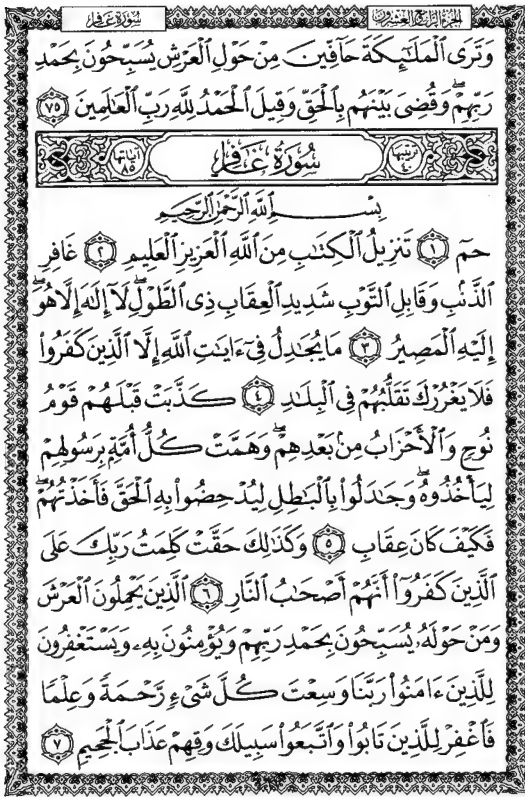 الجزء الرابع والعشرون
سورة غافر
وَتَرَى ٱلْمَلَٰٓئِكَةَ حَآفِّينَ مِنْ حَوْلِ ٱلْعَرْشِ يُسَبِّحُونَ بِحَمْدِ
رَبِّهِمْ ۖ وَقُضِىَ بَيْنَهُم بِٱلْحَقِّ وَقِيلَ ٱلْحَمْدُ لِلَّهِ رَبِّ ٱلْعَٰلَمِينَ ٧٥
ترتيبها ٤٠ سُورَةُ غَافِرٍ آياتها ٨٥
بِسْمِ ٱللَّهِ ٱلرَّحْمَٰنِ ٱلرَّحِيمِ
حمٓ ١ تَنزِيلُ ٱلْكِتَٰبِ مِنَ ٱللَّهِ ٱلْعَزِيزِ ٱلْعَلِيمِ ٢ غَافِرِ
ٱلذَّنۢبِ وَقَابِلِ ٱلتَّوْبِ شَدِيدِ ٱلْعِقَابِ ذِى ٱلطَّوْلِ ۖ لَآ إِلَٰهَ إِلَّا هُوَ ۖ
إِلَيْهِ ٱلْمَصِيرُ ٣ مَا يُجَٰدِلُ فِىٓ ءَايَٰتِ ٱللَّهِ إِلَّا ٱلَّذِينَ كَفَرُوا۟
فَلَا يَغْرُرْكَ تَقَلُّبُهُمْ فِى ٱلْبِلَٰدِ ٤ كَذَّبَتْ قَبْلَهُمْ قَوْمُ
نُوحٍ وَٱلْأَحْزَابُ مِنۢ بَعْدِهِمْ ۖ وَهَمَّتْ كُلُّ أُمَّةٍۭ بِرَسُولِهِمْ
لِيَأْخُذُوهُ ۖ وَجَٰدَلُوا۟ بِٱلْبَٰطِلِ لِيُدْحِضُوا۟ بِهِ ٱلْحَقَّ فَأَخَذْتُهُمْ ۖ
فَكَيْفَ كَانَ عِقَابِ ٥ وَكَذَٰلِكَ حَقَّتْ كَلِمَتُ رَبِّكَ عَلَى
ٱلَّذِينَ كَفَرُوٓا۟ أَنَّهُمْ أَصْحَٰبُ ٱلنَّارِ ٦ ٱلَّذِينَ يَحْمِلُونَ ٱلْعَرْشَ
وَمَنْ حَوْلَهُۥ يُسَبِّحُونَ بِحَمْدِ رَبِّهِمْ وَيُؤْمِنُونَ بِهِۦ وَيَسْتَغْفِرُونَ
لِلَّذِينَ ءَامَنُوا۟ رَبَّنَا وَسِعْتَ كُلَّ شَىْءٍ رَّحْمَةً وَعِلْمًا
فَٱغْفِرْ لِلَّذِينَ تَابُوا۟ وَٱتَّبَعُوا۟ سَبِيلَكَ وَقِهِمْ عَذَابَ ٱلْجَحِيمِ ٧